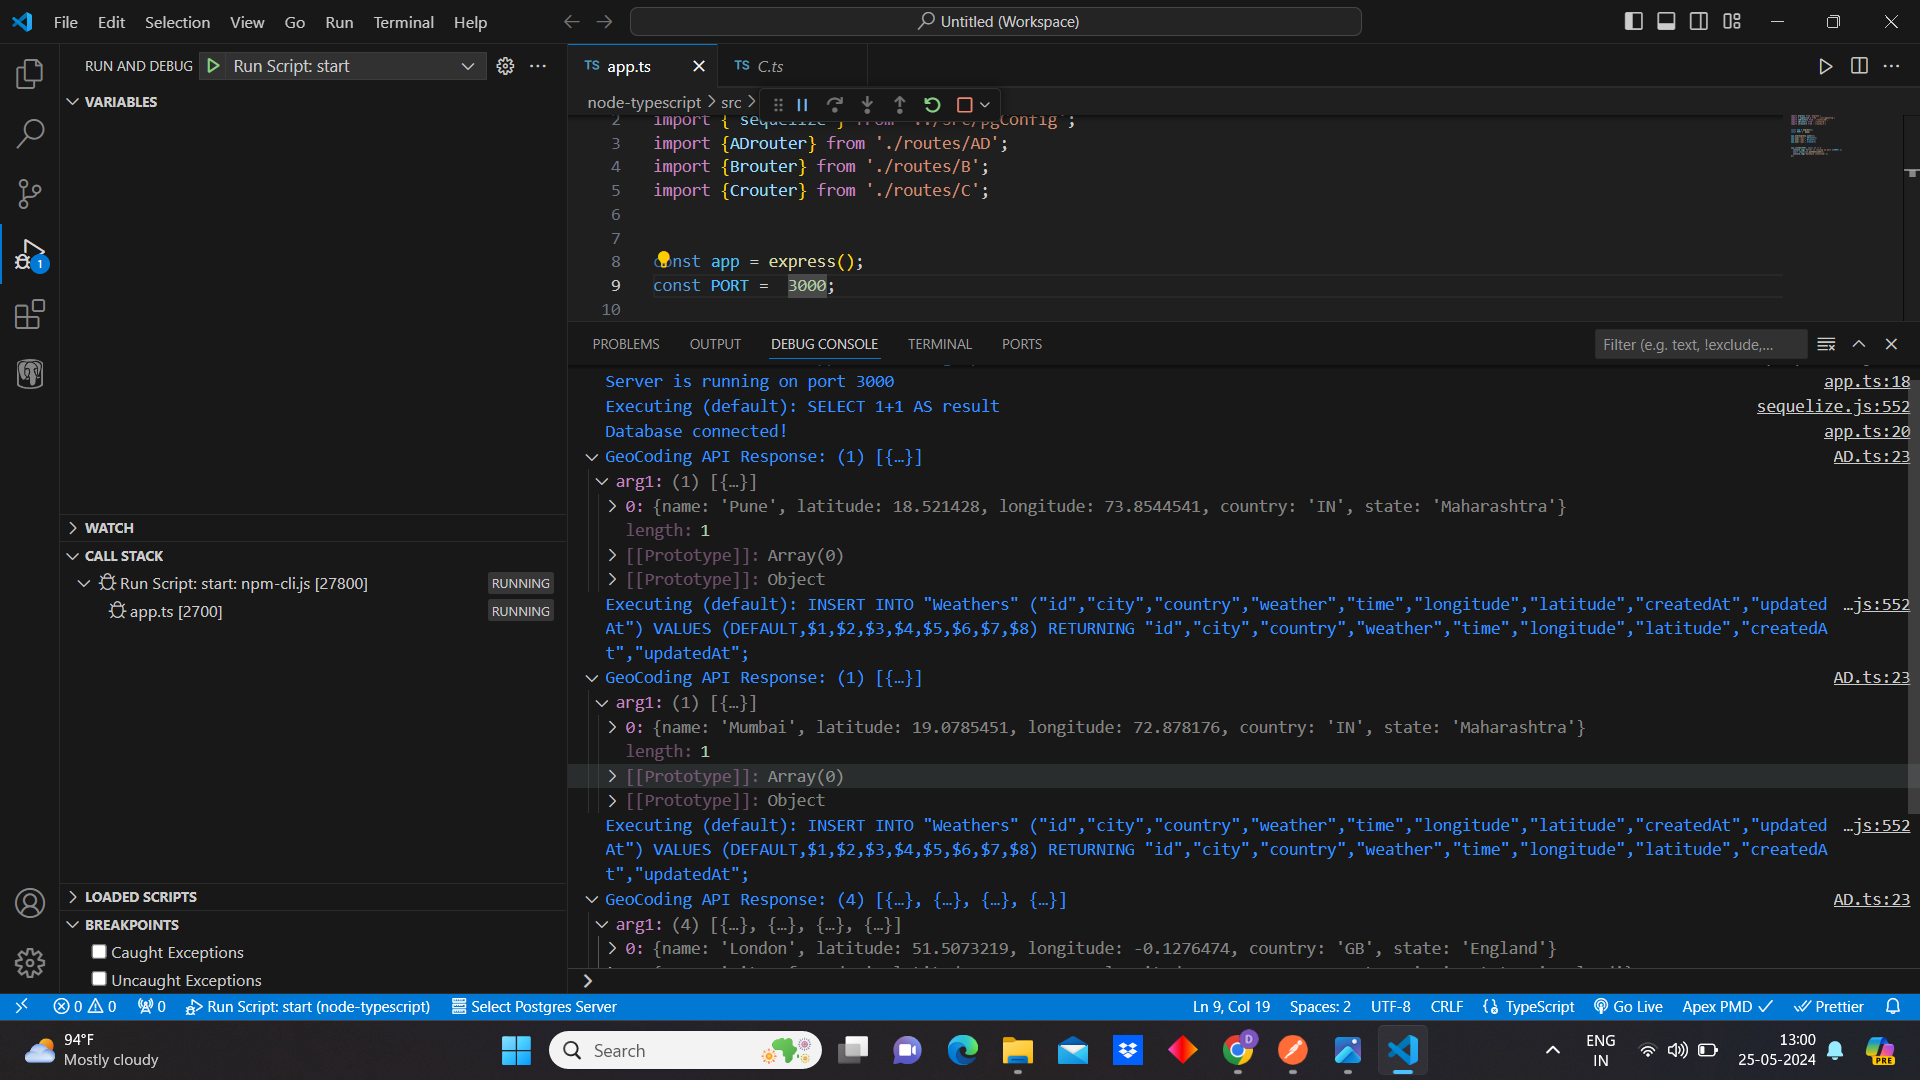 File Edit Selection View Go Run Terminal Help
Untitled (Workspace)
RUN AND DEBUG Run Script: start
TS app.ts TS C.ts
VARIABLES
node-typescript > src >
2 import { sequelize } from '../src/pgConfig';
3 import {ADrouter} from './routes/AD';
4 import {Brouter} from './routes/B';
5 import {Crouter} from './routes/C';
6
7
8 const app = express();
9 const PORT =  3000;
10
PROBLEMS OUTPUT DEBUG CONSOLE TERMINAL PORTS
Filter (e.g. text, !exclude,...
Server is running on port 3000 app.ts:18
Executing (default): SELECT 1+1 AS result sequelize.js:552
Database connected! app.ts:20
GeoCoding API Response: (1) [{…}] AD.ts:23
arg1: (1) [{…}]
0: {name: 'Pune', latitude: 18.521428, longitude: 73.8544541, country: 'IN', state: 'Maharashtra'}
length: 1
[[Prototype]]: Array(0)
[[Prototype]]: Object
Executing (default): INSERT INTO "Weathers" ("id","city","country","weather","time","longitude","latitude","createdAt","updated …js:552
At") VALUES (DEFAULT,$1,$2,$3,$4,$5,$6,$7,$8) RETURNING "id","city","country","weather","time","longitude","latitude","createdA
t","updatedAt";
GeoCoding API Response: (1) [{…}] AD.ts:23
arg1: (1) [{…}]
0: {name: 'Mumbai', latitude: 19.0785451, longitude: 72.878176, country: 'IN', state: 'Maharashtra'}
length: 1
[[Prototype]]: Array(0)
[[Prototype]]: Object
Executing (default): INSERT INTO "Weathers" ("id","city","country","weather","time","longitude","latitude","createdAt","updated …js:552
At") VALUES (DEFAULT,$1,$2,$3,$4,$5,$6,$7,$8) RETURNING "id","city","country","weather","time","longitude","latitude","createdA
t","updatedAt";
GeoCoding API Response: (4) [{…}, {…}, {…}, {…}] AD.ts:23
arg1: (4) [{…}, {…}, {…}, {…}]
0: {name: 'London', latitude: 51.5073219, longitude: -0.1276474, country: 'GB', state: 'England'}
WATCH
CALL STACK
Run Script: start: npm-cli.js [27800] RUNNING
app.ts [2700] RUNNING
LOADED SCRIPTS
BREAKPOINTS
Caught Exceptions
Uncaught Exceptions
1
0 0 0 Run Script: start (node-typescript) Select Postgres Server
Ln 9, Col 19 Spaces: 2 UTF-8 CRLF {} TypeScript Go Live Apex PMD Prettier
94°F
Mostly cloudy
Search
D
ENG
IN
13:00
25-05-2024
PRE